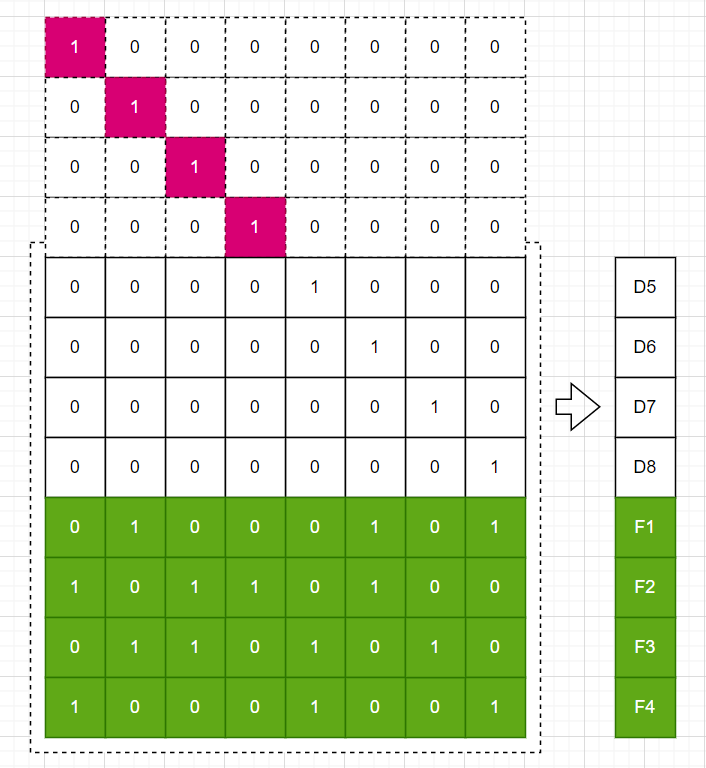 1 0 0 0 0 0 0 0
0 1 0 0 0 0 0 0
0 0 1 0 0 0 0 0
0 0 0 1 0 0 0 0
0 0 0 0 1 0 0 0 D5
0 0 0 0 0 1 0 0 D6
0 0 0 0 0 0 1 0 D7
0 0 0 0 0 0 0 1 D8
0 1 0 0 0 1 0 1 F1
1 0 1 1 0 1 0 0 F2
0 1 1 0 1 0 1 0 F3
1 0 0 0 1 0 0 1 F4